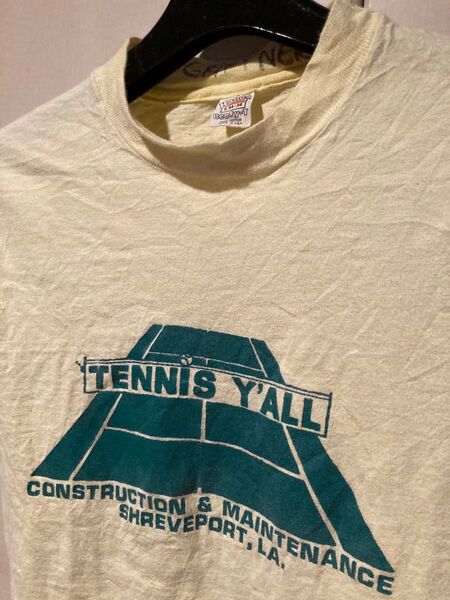 TENNIS Y'ALL
CONSTRUCTION & MAINTENANCE
SHREVEPORT, LA.